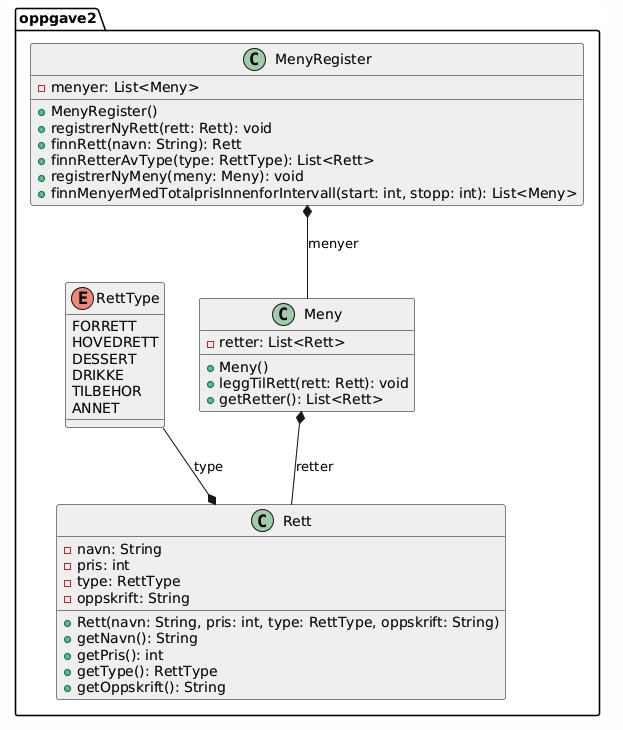 oppgave2
C MenyRegister
menyer: List<Meny>
MenyRegister()
registrerNyRett(rett: Rett): void
finnRett(navn: String): Rett
finnRetterAvType(type: RettType): List<Rett>
registrerNyMeny(meny: Meny): void
finnMenyerMedTotalprisInnenforIntervall(start: int, stopp: int): List<Meny>
menyer
E RettType
FORRETT
HOVEDRETT
DESSERT
DRIKKE
TILBEHOR
ANNET
C Meny
retter: List<Rett>
Meny()
leggTilRett(rett: Rett): void
getRetter(): List<Rett>
type
retter
C Rett
navn: String
pris: int
type: RettType
oppskrift: String
Rett(navn: String, pris: int, type: RettType, oppskrift: String)
getNavn(): String
getPris(): int
getType(): RettType
getOppskrift(): String